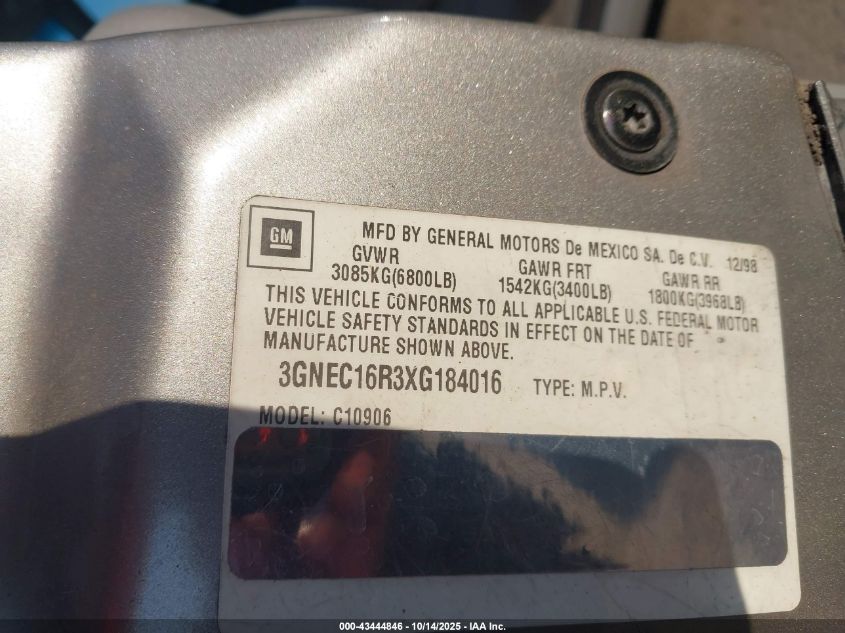 GM
MFD BY GENERAL MOTORS De MEXICO SA. De C.V. 12/98
GVWR GAWR FRT GAWR RR
3085KG(6800LB) 1542KG(3400LB) 1800KG(3968LB)
THIS VEHICLE CONFORMS TO ALL APPLICABLE U.S. FEDERAL MOTOR
VEHICLE SAFETY STANDARDS IN EFFECT ON THE DATE OF
MANUFACTURE SHOWN ABOVE.
3GNEC16R3XG184016 TYPE: M.P.V.
MODEL: C10906
000-43444846 - 10/14/2025 - IAA Inc.